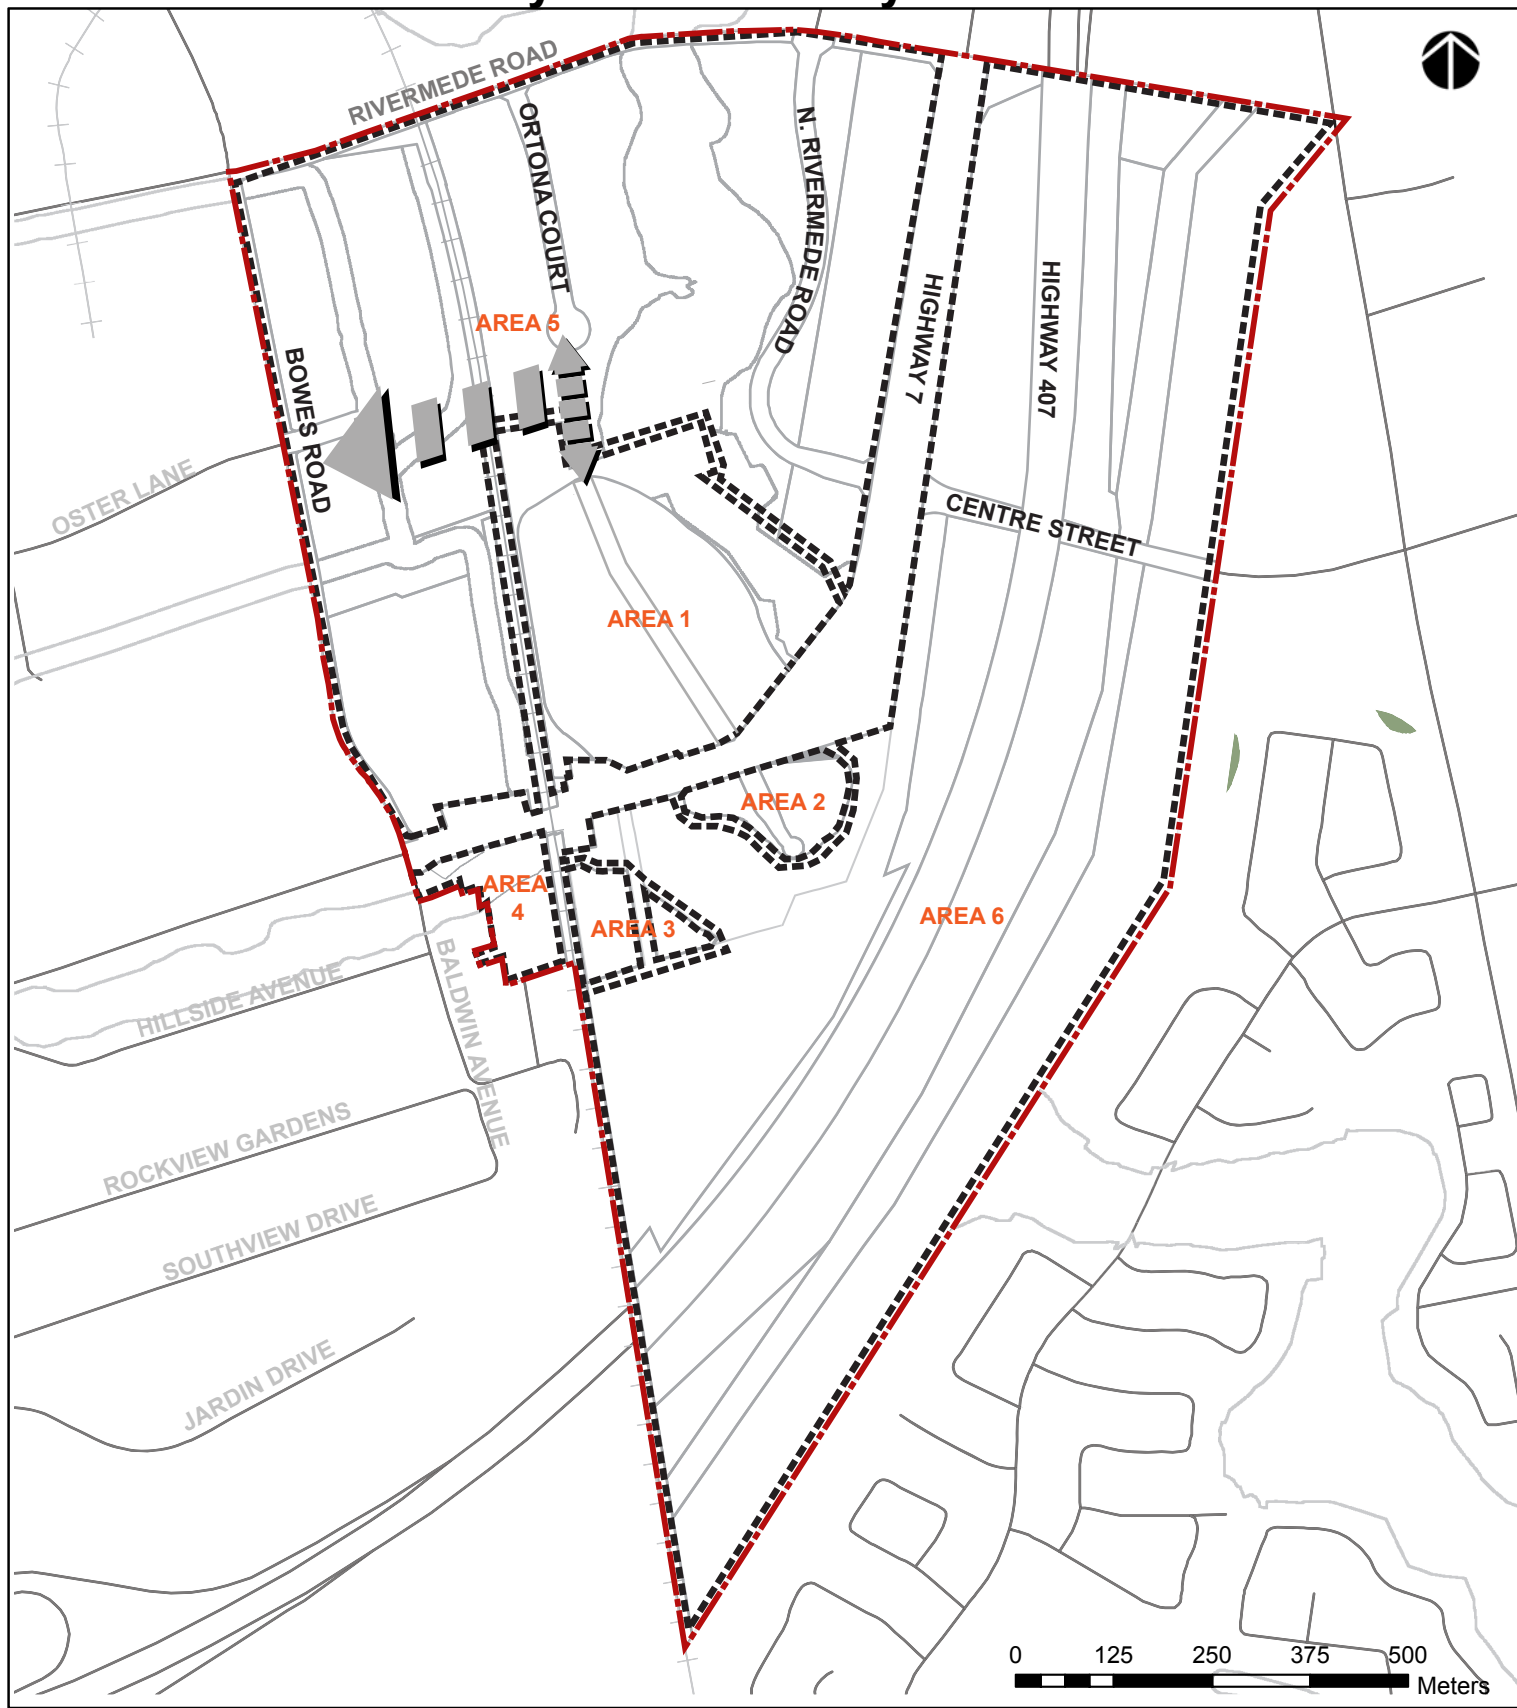 RIVERMEDE ROAD
ORTONA COURT
N. RIVERMEDE ROAD
HIGHWAY 7
HIGHWAY 407
AREA 5
BOWES ROAD
OSTER LANE
CENTRE STREET
AREA 1
AREA 2
AREA
4
AREA 3
AREA 6
BALDWIN AVENUE
HILLSIDE AVENUE
ROCKVIEW GARDENS
SOUTHVIEW DRIVE
JARDIN DRIVE
0 125 250 375 500
Meters